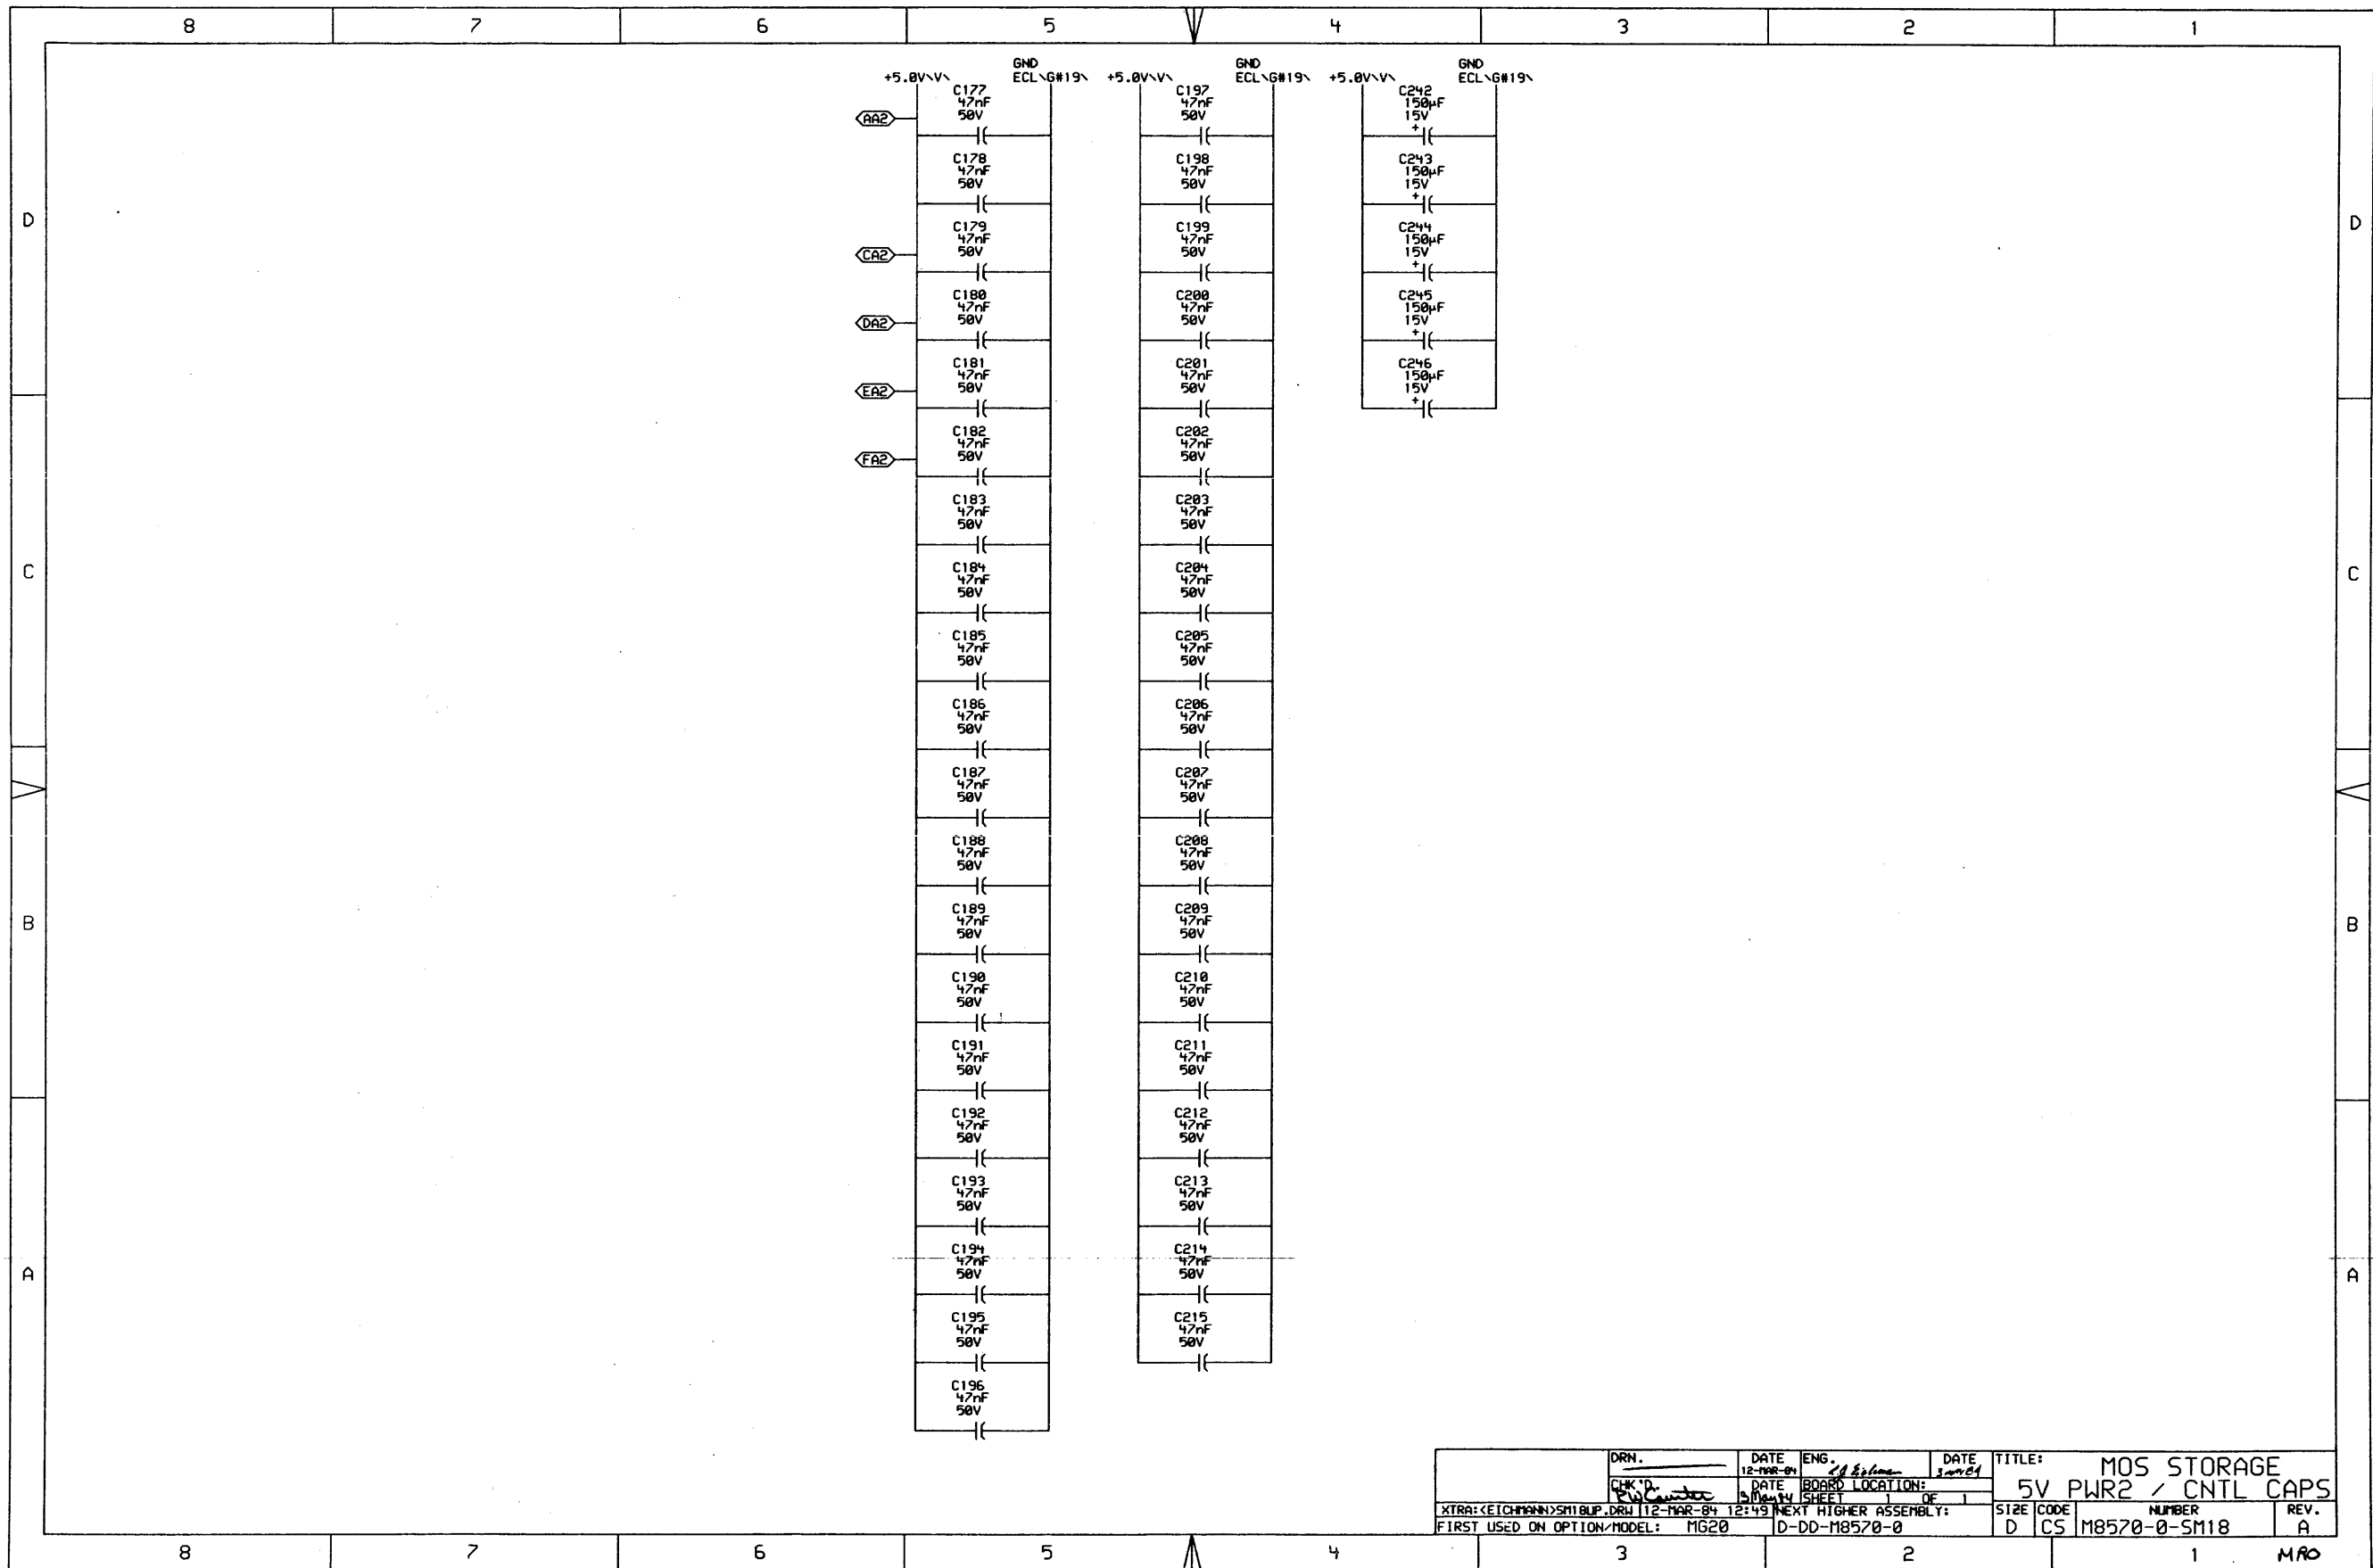 8 7 6 5 4 3 2 1
+5.0V\V\ GND ECL\G#19\ +5.0V\V\ GND ECL\G#19\ +5.0V\V\ GND ECL\G#19\
D
C
B
A
D
C
B
A
AA2
CA2
DA2
EA2
FA2
C177
47nF
50V
C178
47nF
50V
C179
47nF
50V
C180
47nF
50V
C181
47nF
50V
C182
47nF
50V
C183
47nF
50V
C184
47nF
50V
C185
47nF
50V
C186
47nF
50V
C187
47nF
50V
C188
47nF
50V
C189
47nF
50V
C190
47nF
50V
C191
47nF
50V
C192
47nF
50V
C193
47nF
50V
C194
47nF
50V
C195
47nF
50V
C196
47nF
50V
C197
47nF
50V
C198
47nF
50V
C199
47nF
50V
C200
47nF
50V
C201
47nF
50V
C202
47nF
50V
C203
47nF
50V
C204
47nF
50V
C205
47nF
50V
C206
47nF
50V
C207
47nF
50V
C208
47nF
50V
C209
47nF
50V
C210
47nF
50V
C211
47nF
50V
C212
47nF
50V
C213
47nF
50V
C214
47nF
50V
C215
47nF
50V
C242
150µF
15V
+
C243
150µF
15V
+
C244
150µF
15V
+
C245
150µF
15V
+
C246
150µF
15V
+
DRN.
DATE
12-MAR-84
ENG.
DATE
CHK'D.
DATE
3 May 84
BOARD LOCATION:
SHEET 1 OF 1
XTRA:<EICHMANN>SM18UP.DRW 12-MAR-84 12:49
NEXT HIGHER ASSEMBLY:
FIRST USED ON OPTION/MODEL: MG20
D-DD-M8570-0
TITLE: MOS STORAGE
5V PWR2 / CNTL CAPS
SIZE CODE NUMBER REV.
D CS M8570-0-SM18 A
8 7 6 5 4 3 2 1
MRO